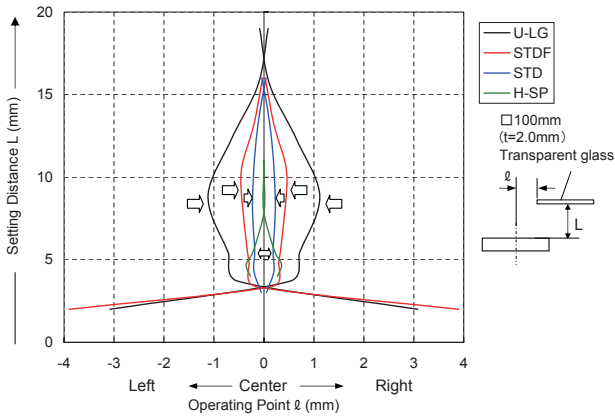 20
15
10
5
0
Setting Distance L (mm)
-4 -3 -2 -1 0 1 2 3 4
Left Center Right
Operating Point ℓ (mm)
U-LG
STDF
STD
H-SP
□100mm
(t=2.0mm)
Transparent glass
ℓ
L